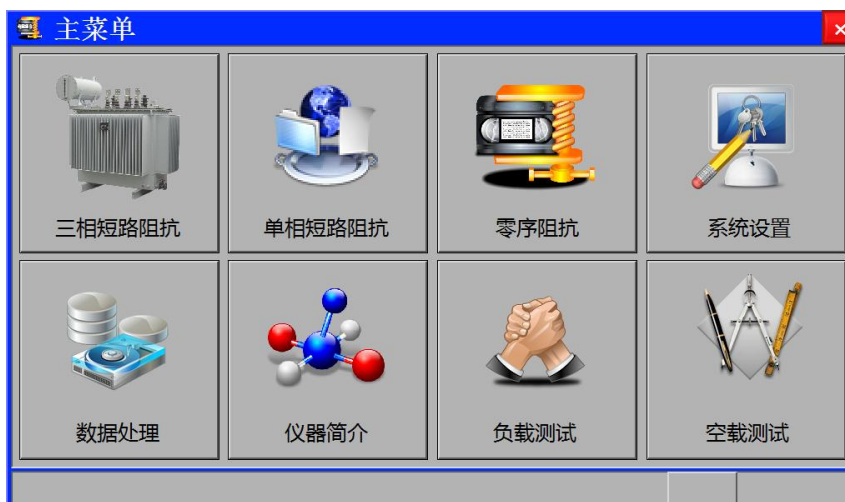 主菜单
三相短路阻抗
单相短路阻抗
零序阻抗
系统设置
数据处理
仪器简介
负载测试
空载测试